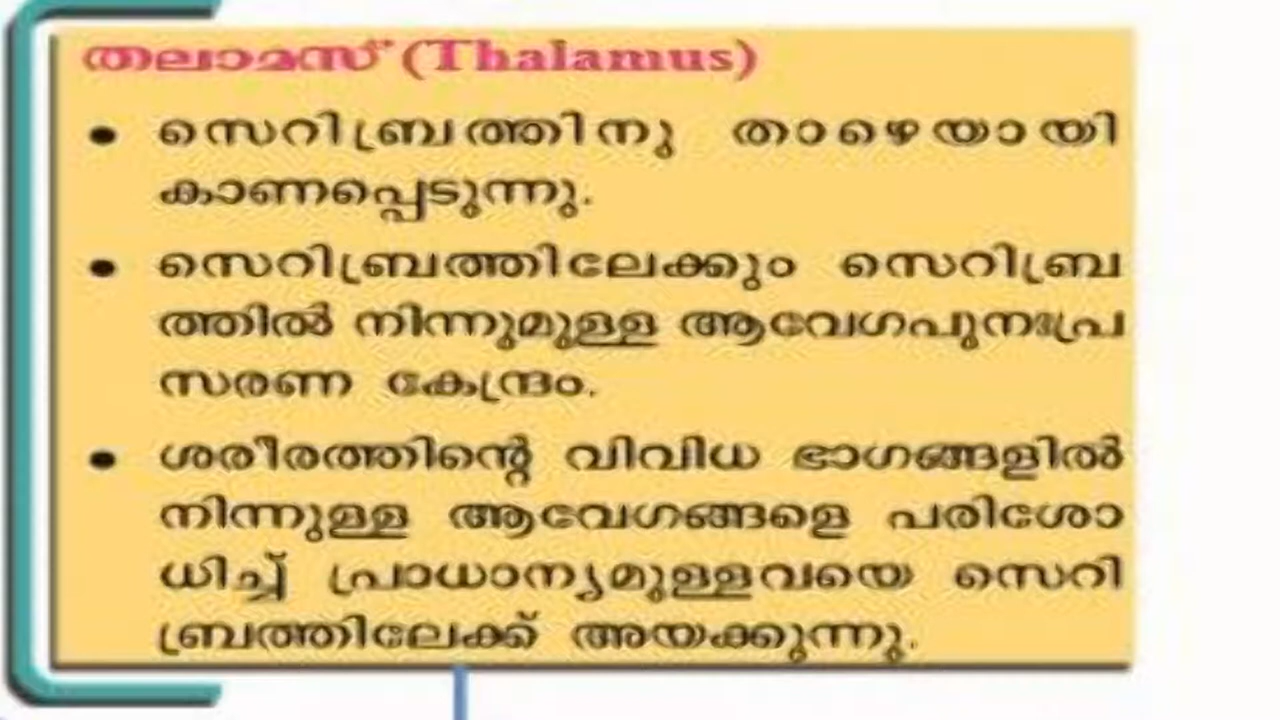 തലാമസ് (Thalamus)
• സെറിബ്രത്തിനു താഴെയായി
കാണപ്പെടുന്നു.
• സെറിബ്രത്തിലേക്കും സെറിബ്ര
ത്തിൽ നിന്നുമുള്ള ആവേഗപുനഃപ്ര
സരണ കേന്ദ്രം.
• ശരീരത്തിന്റെ വിവിധ ഭാഗങ്ങളിൽ
നിന്നുള്ള ആവേഗങ്ങളെ പരിശോ
ധിച്ച് പ്രാധാന്യമുള്ളവയെ സെറി
ബ്രത്തിലേക്ക് അയക്കുന്നു.